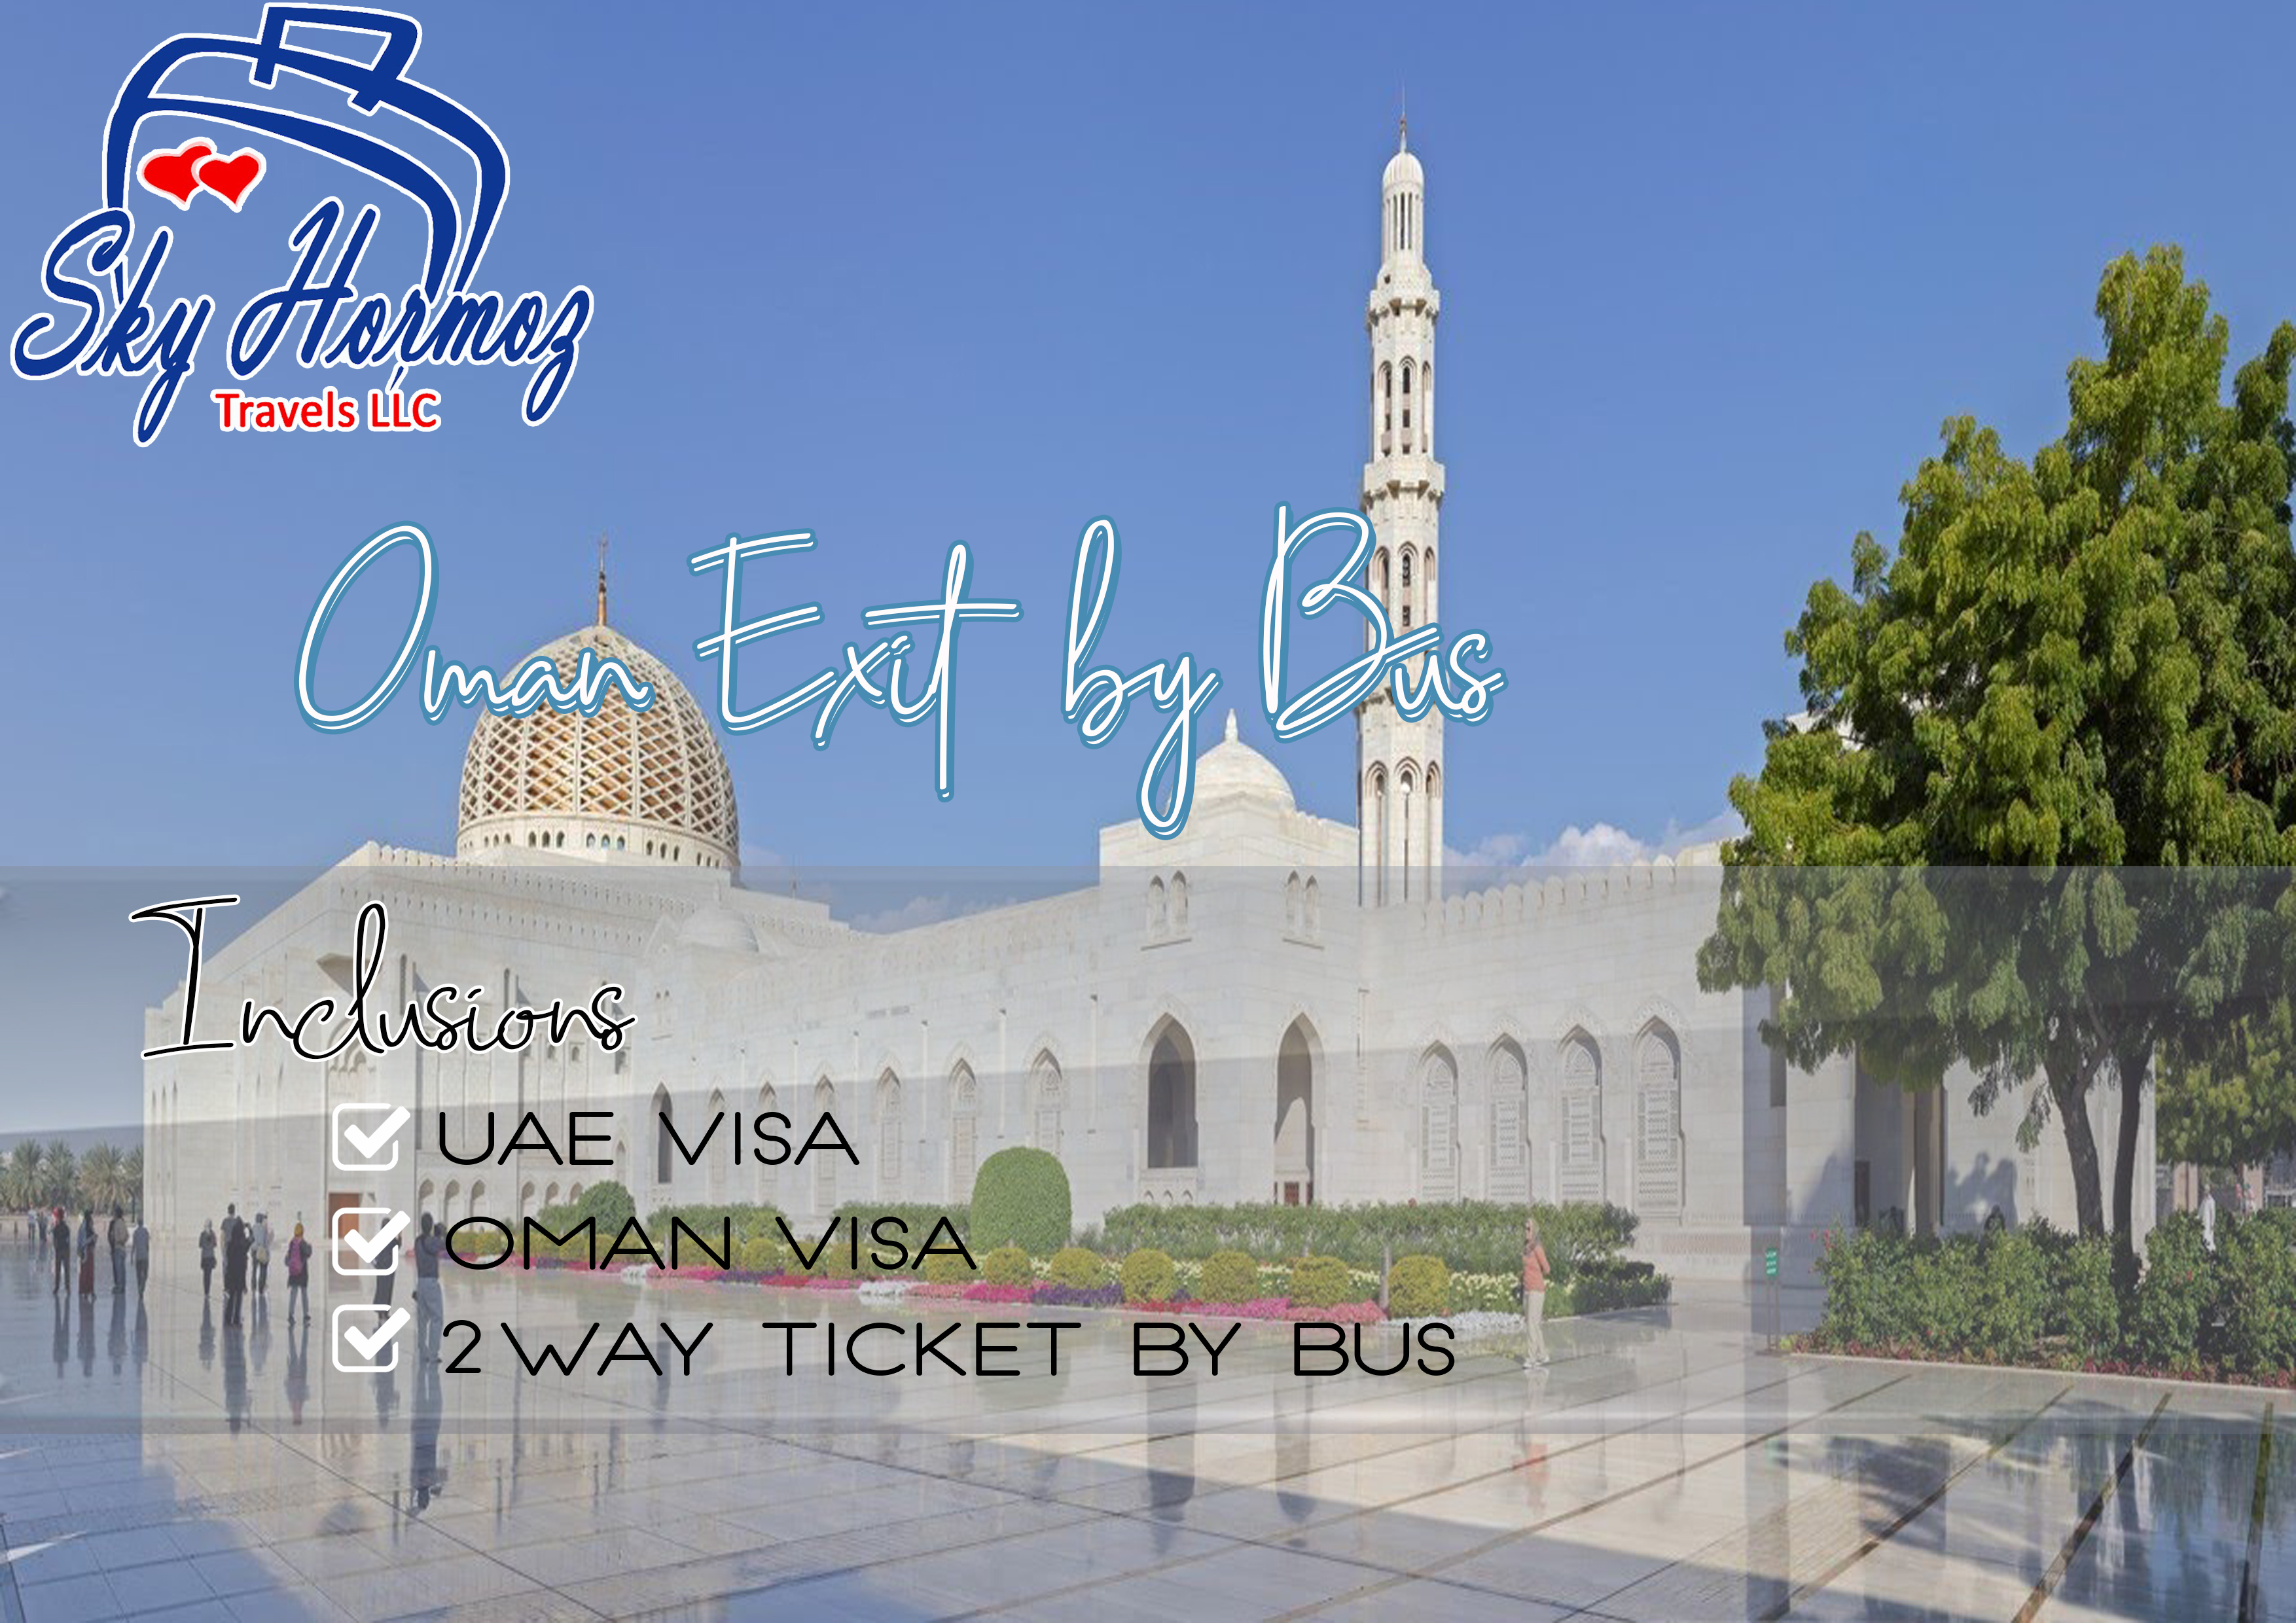 Sky Hormoz
Travels LLC
Oman Exit by Bus
Inclusions
UAE VISA
OMAN VISA
2 WAY TICKET BY BUS